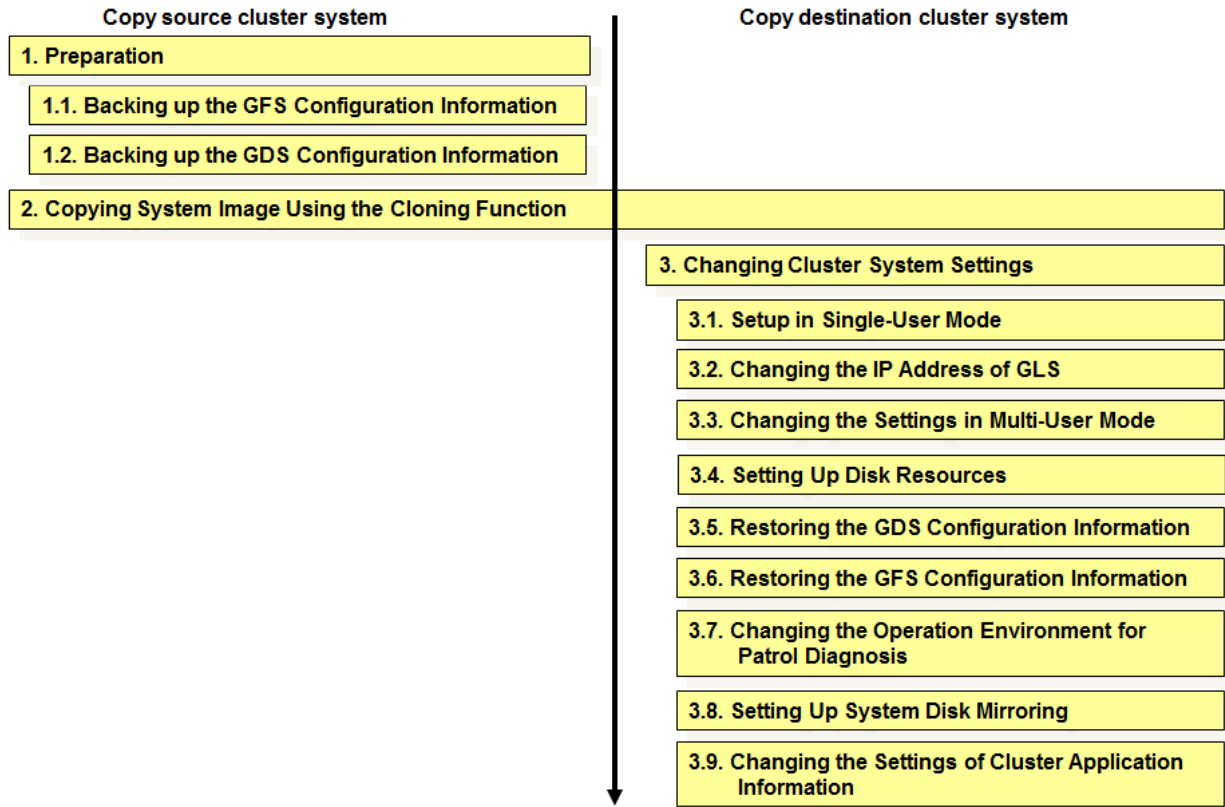 Copy source cluster system
Copy destination cluster system
1. Preparation
1.1. Backing up the GFS Configuration Information
1.2. Backing up the GDS Configuration Information
2. Copying System Image Using the Cloning Function
3. Changing Cluster System Settings
3.1. Setup in Single-User Mode
3.2. Changing the IP Address of GLS
3.3. Changing the Settings in Multi-User Mode
3.4. Setting Up Disk Resources
3.5. Restoring the GDS Configuration Information
3.6. Restoring the GFS Configuration Information
3.7. Changing the Operation Environment for
Patrol Diagnosis
3.8. Setting Up System Disk Mirroring
3.9. Changing the Settings of Cluster Application
Information